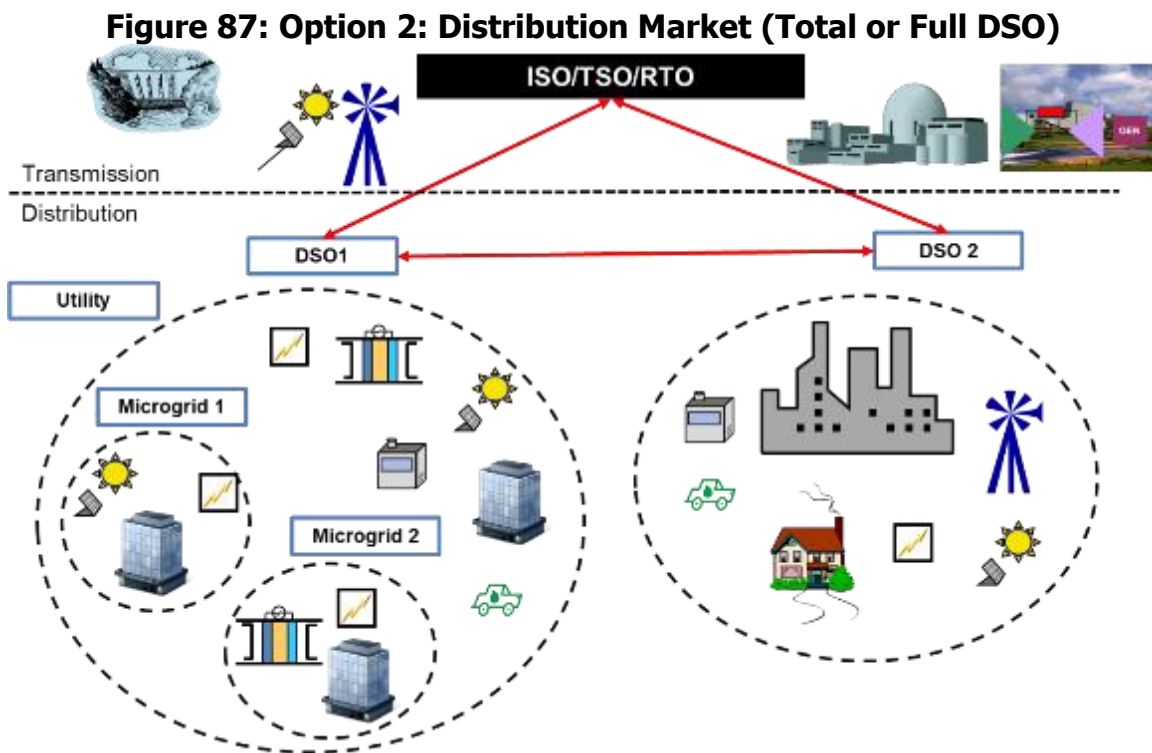 Figure 87: Option 2: Distribution Market (Total or Full DSO)
ISO/TSO/RTO
GEN
Transmission
Distribution
DSO1
DSO 2
Utility
Microgrid 1
Microgrid 2